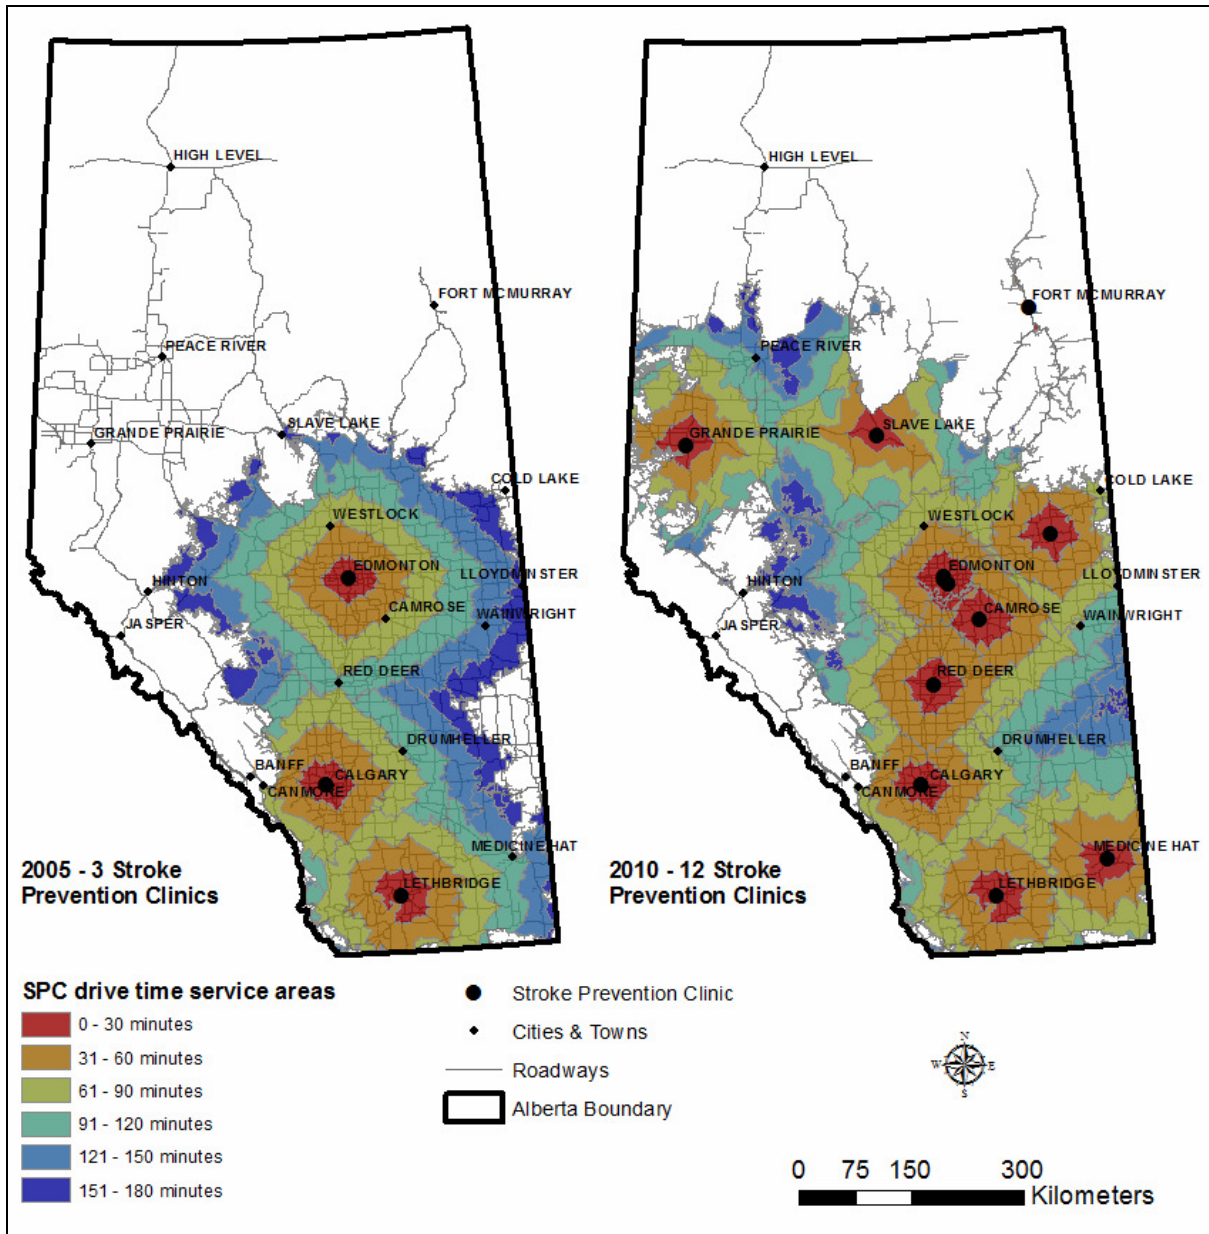 HIGH LEVEL
FORT MCMURRAY
PEACE RIVER
GRANDE PRAIRIE
SLAVE LAKE
COLD LAKE
WESTLOCK
EDMONTON
HINTON
LLOYDMINSTER
CAMROSE
WAINWRIGHT
JASPER
RED DEER
DRUMHELLER
BANFF
CALGARY
CANMORE
MEDICINE HAT
LETHBRIDGE
2005 - 3 Stroke
Prevention Clinics
HIGH LEVEL
FORT MCMURRAY
PEACE RIVER
GRANDE PRAIRIE
SLAVE LAKE
COLD LAKE
WESTLOCK
EDMONTON
HINTON
LLOYDMINSTER
CAMROSE
WAINWRIGHT
JASPER
RED DEER
DRUMHELLER
BANFF
CALGARY
CANMORE
MEDICINE HAT
LETHBRIDGE
2010 - 12 Stroke
Prevention Clinics
SPC drive time service areas
0 - 30 minutes
31 - 60 minutes
61 - 90 minutes
91 - 120 minutes
121 - 150 minutes
151 - 180 minutes
Stroke Prevention Clinic
Cities & Towns
Roadways
Alberta Boundary
N
W E
S
0 75 150 300
Kilometers